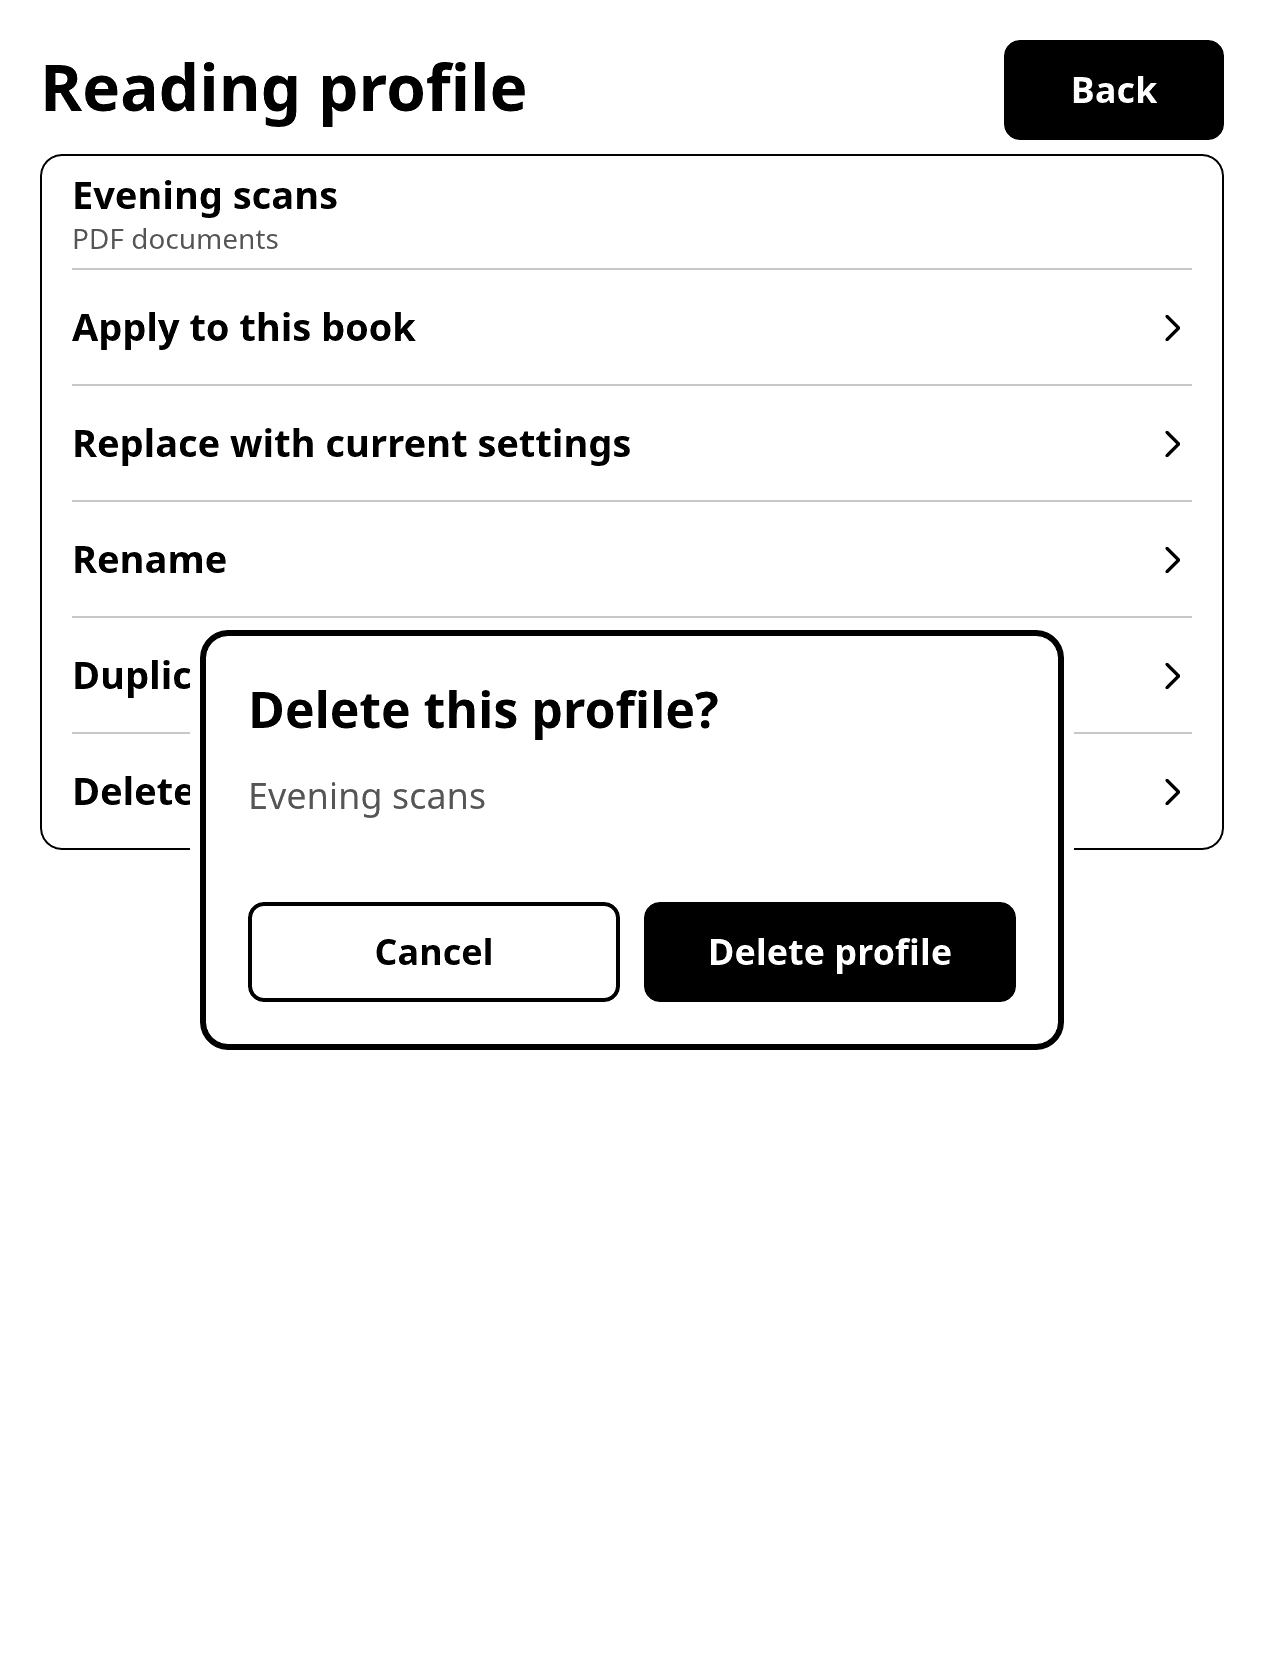 Reading profile
Back
Evening scans
PDF documents
Apply to this book
Replace with current settings
Rename
Duplic
Delete
Delete this profile?
Evening scans
Cancel
Delete profile